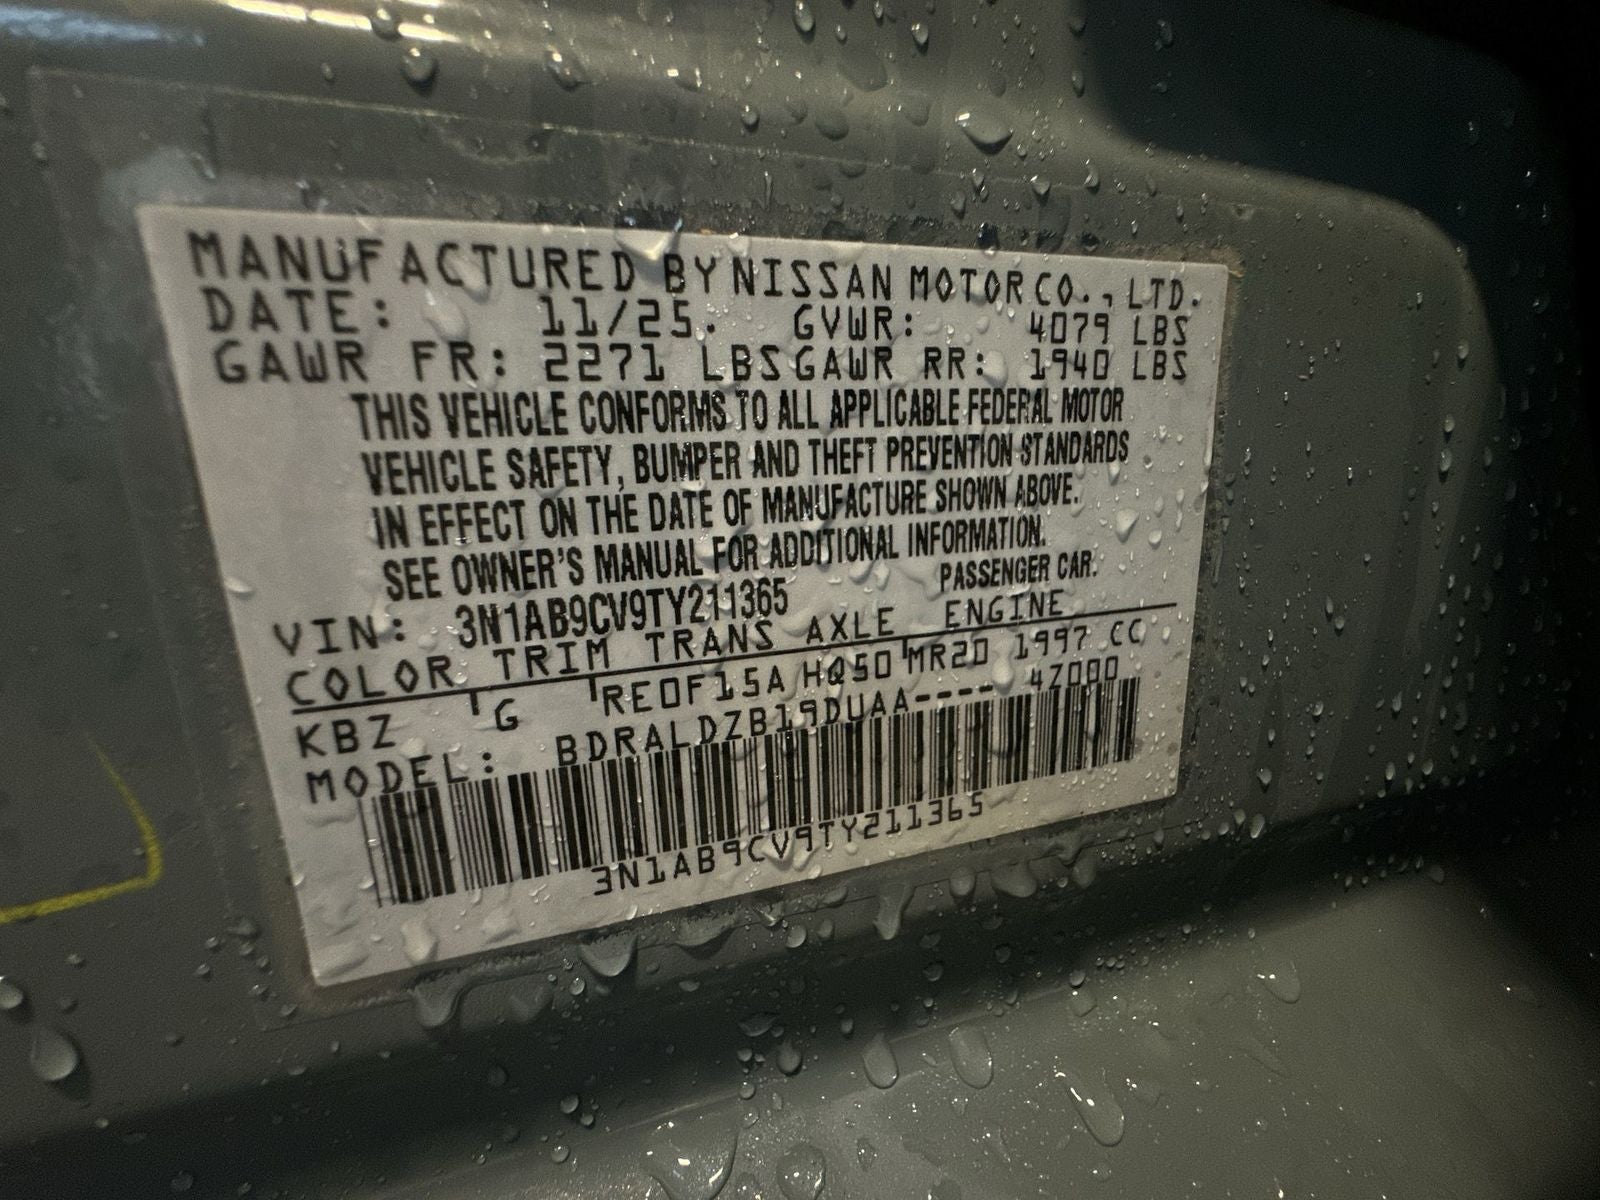 MANUFACTURED BY NISSAN MOTOR CO., LTD.
DATE: 11/25. GVWR: 4079 LBS
GAWR FR: 2271 LBS GAWR RR: 1940 LBS
THIS VEHICLE CONFORMS TO ALL APPLICABLE FEDERAL MOTOR
VEHICLE SAFETY, BUMPER AND THEFT PREVENTION STANDARDS
IN EFFECT ON THE DATE OF MANUFACTURE SHOWN ABOVE.
SEE OWNER'S MANUAL FOR ADDITIONAL INFORMATION.
VIN: 3N1AB9CV9TY211365 PASSENGER CAR.
COLOR TRIM TRANS AXLE ENGINE
KBZ G RE0F15A HQ50 MR20 1997 CC
MODEL: BDRALDZB19DUAA---- 4Z000
3N1AB9CV9TY211365